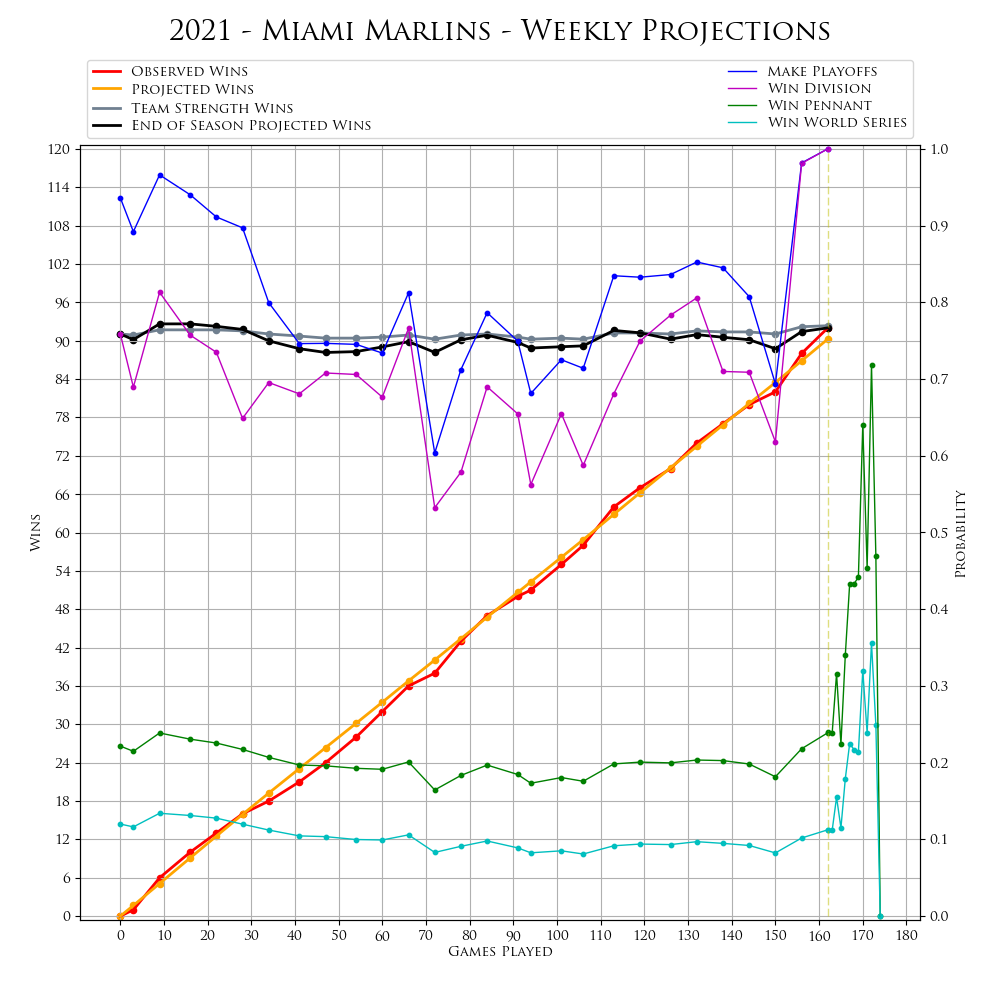 2021 - Miami Marlins - Weekly Projections
Observed Wins
Projected Wins
Team Strength Wins
End of Season Projected Wins
Make Playoffs
Win Division
Win Pennant
Win World Series
120
114
108
102
96
90
84
78
72
66
60
54
48
42
36
30
24
18
12
6
0
Wins
1.0
0.9
0.8
0.7
0.6
0.5
0.4
0.3
0.2
0.1
0.0
Probability
0 10 20 30 40 50 60 70 80 90 100 110 120 130 140 150 160 170 180
Games Played